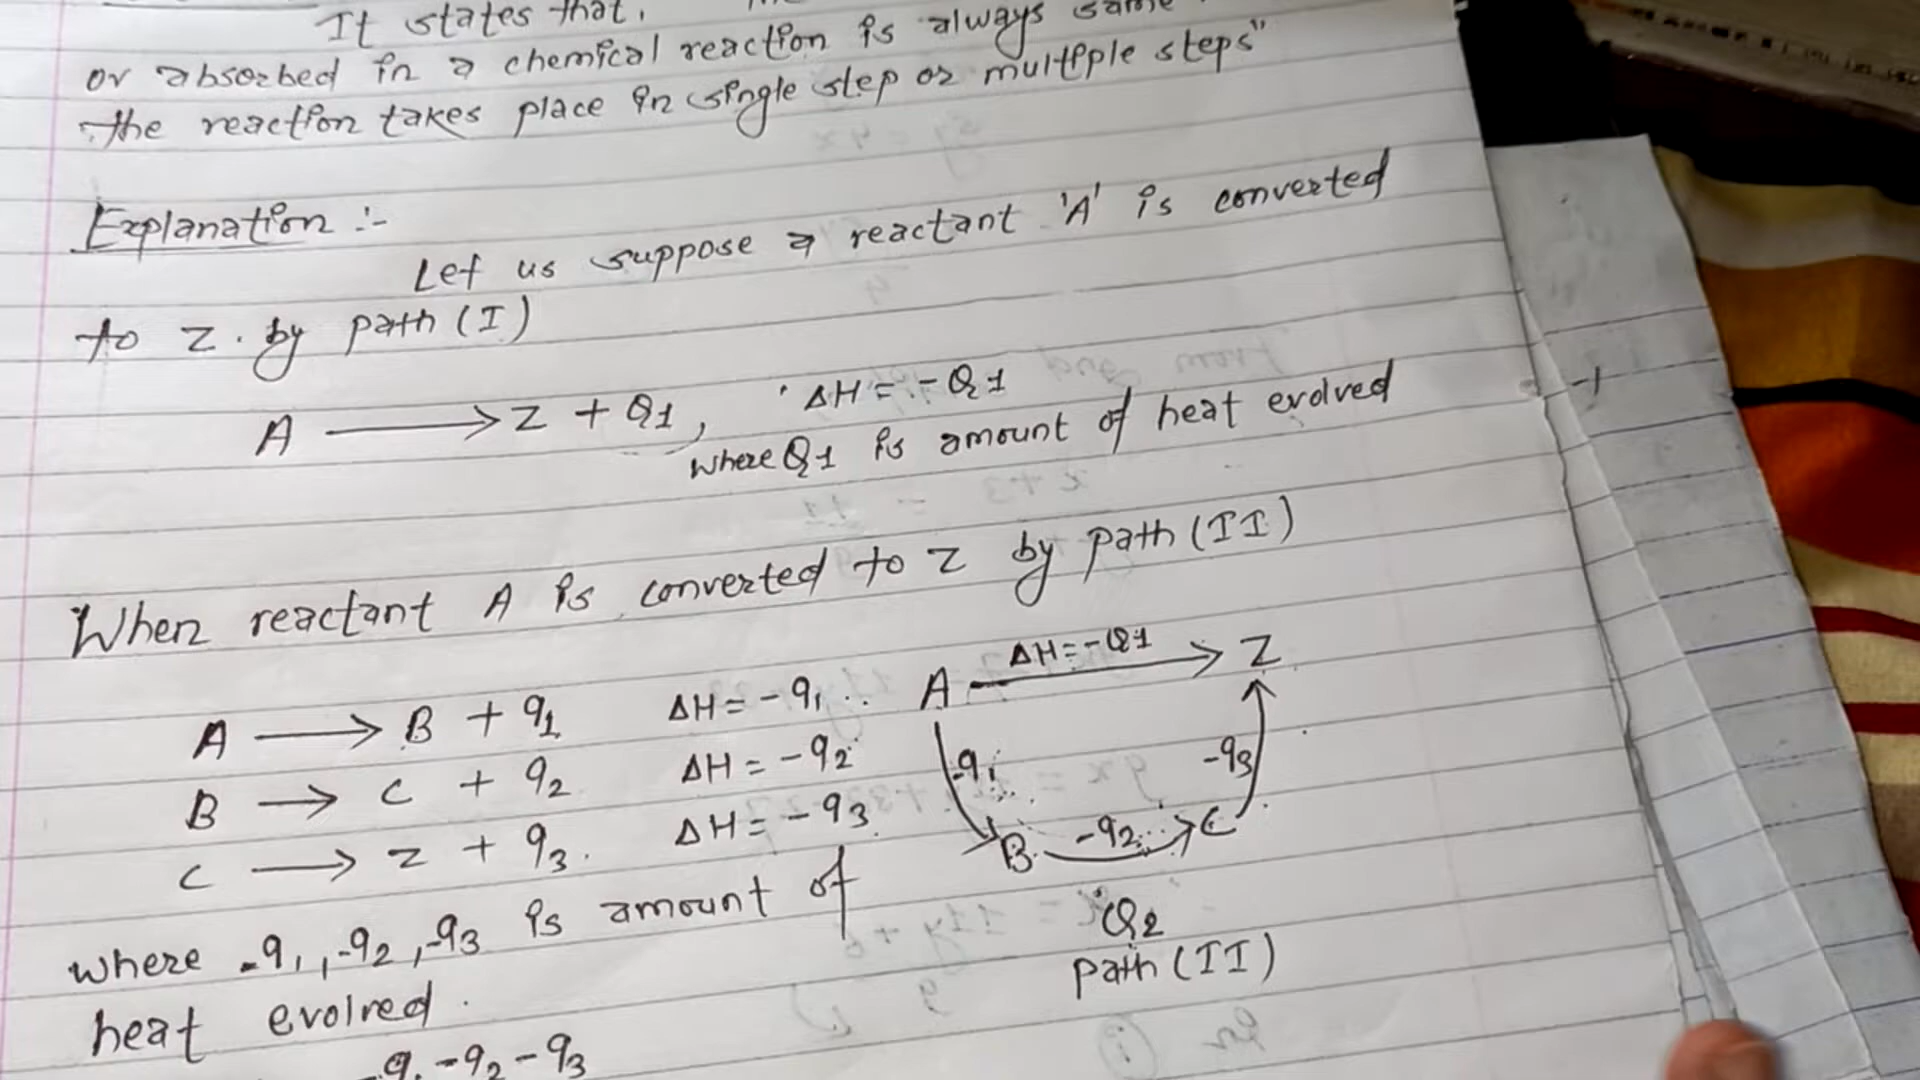 It states that,
or absorbed in a chemical reaction is always same
the reaction takes place in single step or multiple steps"
Explanation :-
Let us suppose a reactant 'A' is converted
to Z. by path (I)
A ⟶ Z + Q1, ΔH = -Q1
where Q1 is amount of heat evolved
When reactant A is converted to Z by path (II)
A ⟶ B + q1 ΔH = -q1
B ⟶ C + q2 ΔH = -q2
C ⟶ Z + q3. ΔH = -q3
where -q1, -q2, -q3 is amount of
heat evolved.
-q1 -q2 -q3
ΔH = -Q1
A ⟶ Z
-q1 -q3
B -q2 C
Q2
path (II)